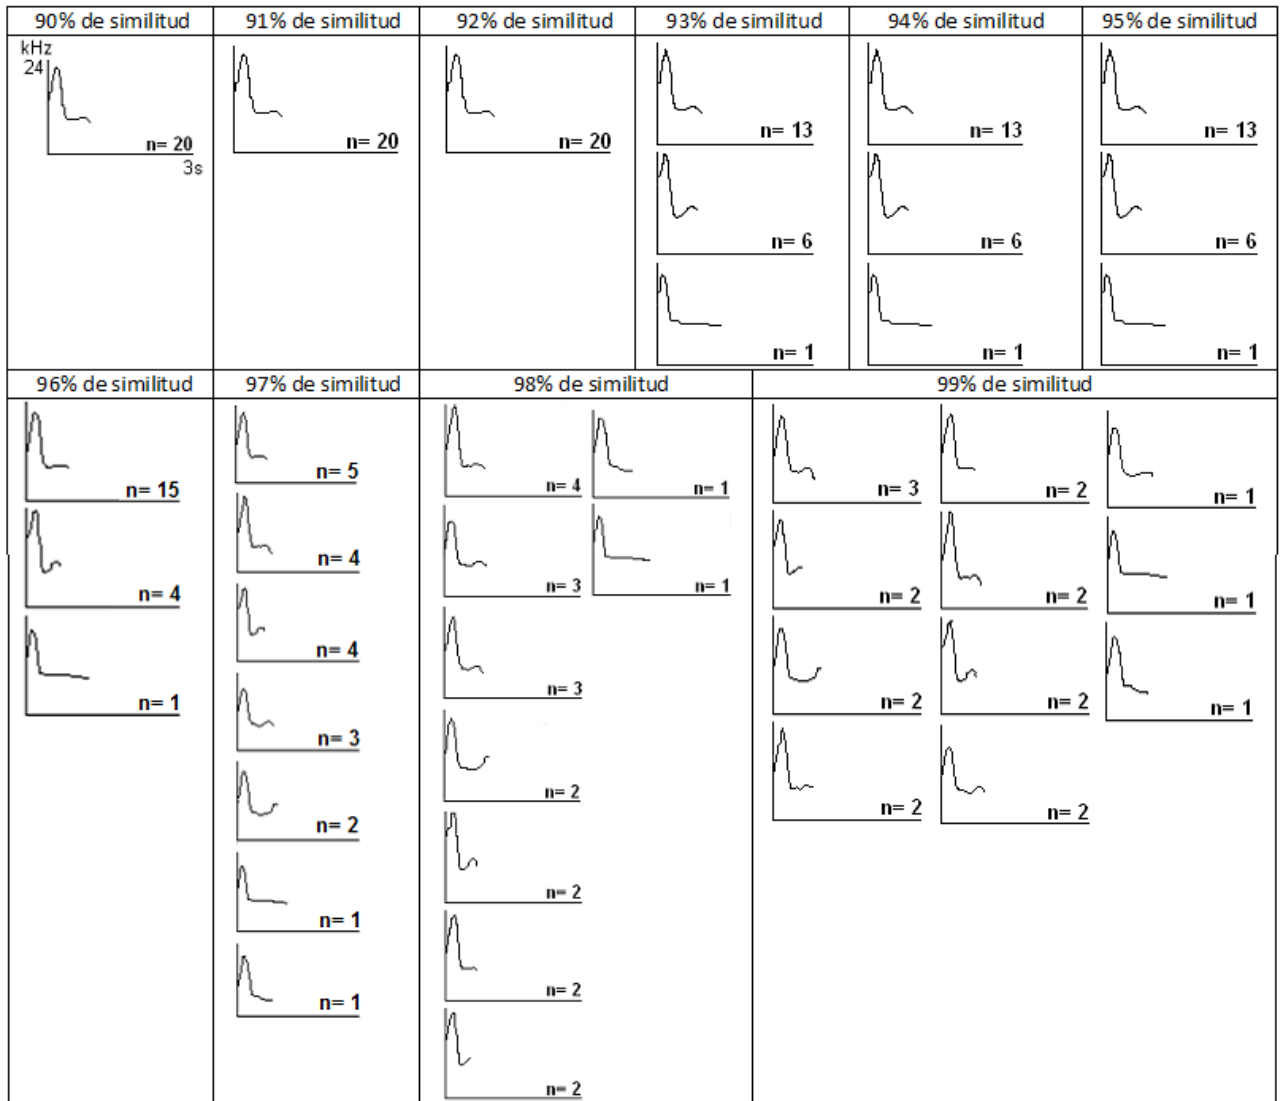 90% de similitud
91% de similitud
92% de similitud
93% de similitud
94% de similitud
95% de similitud
kHz
24
n= 20
3s
n= 20
n= 20
n= 13
n= 6
n= 1
n= 13
n= 6
n= 1
n= 13
n= 6
n= 1
96% de similitud
97% de similitud
98% de similitud
99% de similitud
n= 15
n= 4
n= 1
n= 5
n= 4
n= 4
n= 3
n= 2
n= 1
n= 1
n= 4
n= 3
n= 3
n= 2
n= 2
n= 2
n= 2
n= 1
n= 1
n= 3
n= 2
n= 2
n= 2
n= 2
n= 2
n= 2
n= 2
n= 1
n= 1
n= 1